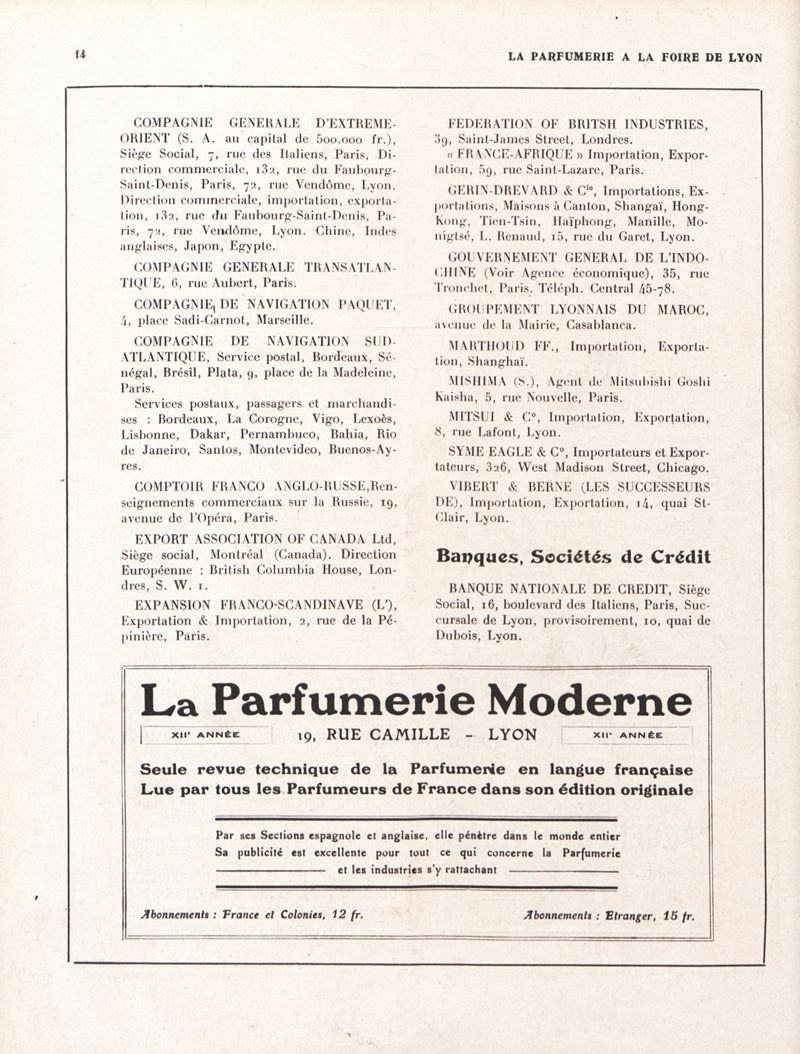 14
LA PARFUMERIE A LA FOIRE DE LYON
COMPAGNIE GENERALE D'EXTREME-
ORIENT (S. A. au capital de 500.000 fr.),
Siège Social, 7, rue des Italiens, Paris, Di-
rection commerciale, 132, rue du Faubourg-
Saint-Denis, Paris, 72, rue Vendôme, Lyon.
Direction commerciale, importation, exporta-
tion, 132, rue du Faubourg-Saint-Denis, Pa-
ris, 72, rue Vendôme, Lyon. Chine, Indes
anglaises, Japon, Egypte.
COMPAGNIE GENERALE TRANSATLAN-
TIQUE, 6, rue Aubert, Paris.
COMPAGNIE, DE NAVIGATION PAQUET,
4, place Sadi-Carnot, Marseille.
COMPAGNIE DE NAVIGATION SUD-
ATLANTIQUE, Service postal, Bordeaux, Sé-
négal, Brésil, Plata, 9, place de la Madeleine,
Paris.
Services postaux, passagers et marchandi-
ses : Bordeaux, La Corogne, Vigo, Lexoès,
Lisbonne, Dakar, Pernambuco, Bahia, Rio
de Janeiro, Santos, Montevideo, Buenos-Ay-
res.
COMPTOIR FRANCO ANGLO-RUSSE,Ren-
seignements commerciaux sur la Russie, 19,
avenue de l'Opéra, Paris.
EXPORT ASSOCIATION OF CANADA Ltd,
Siège social, Montréal (Canada). Direction
Européenne : British Columbia House, Lon-
dres, S. W. 1.
EXPANSION FRANCO-SCANDINAVE (L'),
Exportation & Importation, 2, rue de la Pé-
pinière, Paris.
FEDERATION OF BRITSH INDUSTRIES,
39, Saint-James Street, Londres.
« FRANCE-AFRIQUE » Importation, Expor-
tation, 59, rue Saint-Lazare, Paris.
GERIN-DREVARD & Cie, Importations, Ex-
portations, Maisons à Canton, Shangaï, Hong-
Kong, Tien-Tsin, Haïphong, Manille, Mo-
nigtsé, L. Renaud, 15, rue du Garet, Lyon.
GOUVERNEMENT GENERAL DE L'INDO-
CHINE (Voir Agence économique), 35, rue
Tronchet, Paris. Téléph. Central 45-78.
GROUPEMENT LYONNAIS DU MAROC,
avenue de la Mairie, Casablanca.
MARTHOUD FF., Importation, Exporta-
tion, Shanghaï.
MISHIMA (S.), Agent de Mitsubishi Goshi
Kaisha, 5, rue Nouvelle, Paris.
MITSUI & C°, Importation, Exportation,
8, rue Lafont, Lyon.
SYME EAGLE & C°, Importateurs et Expor-
tateurs, 326, West Madison Street, Chicago.
VIBERT & BERNE (LES SUCCESSEURS
DE), Importation, Exportation, 14, quai St-
Clair, Lyon.
Banques, Sociétés de Crédit
BANQUE NATIONALE DE CREDIT, Siège
Social, 16, boulevard des Italiens, Paris, Suc-
cursale de Lyon, provisoirement, 10, quai de
Dubois, Lyon.
La Parfumerie Moderne
XIIe ANNÉE 19, RUE CAMILLE - LYON XIIe ANNÉE
Seule revue technique de la Parfumerie en langue française
Lue par tous les Parfumeurs de France dans son édition originale
Par ses Sections espagnole et anglaise, elle pénètre dans le monde entier
Sa publicité est excellente pour tout ce qui concerne la Parfumerie
et les industries s'y rattachant
Abonnements : France et Colonies, 12 fr. Abonnements : Etranger, 15 fr.